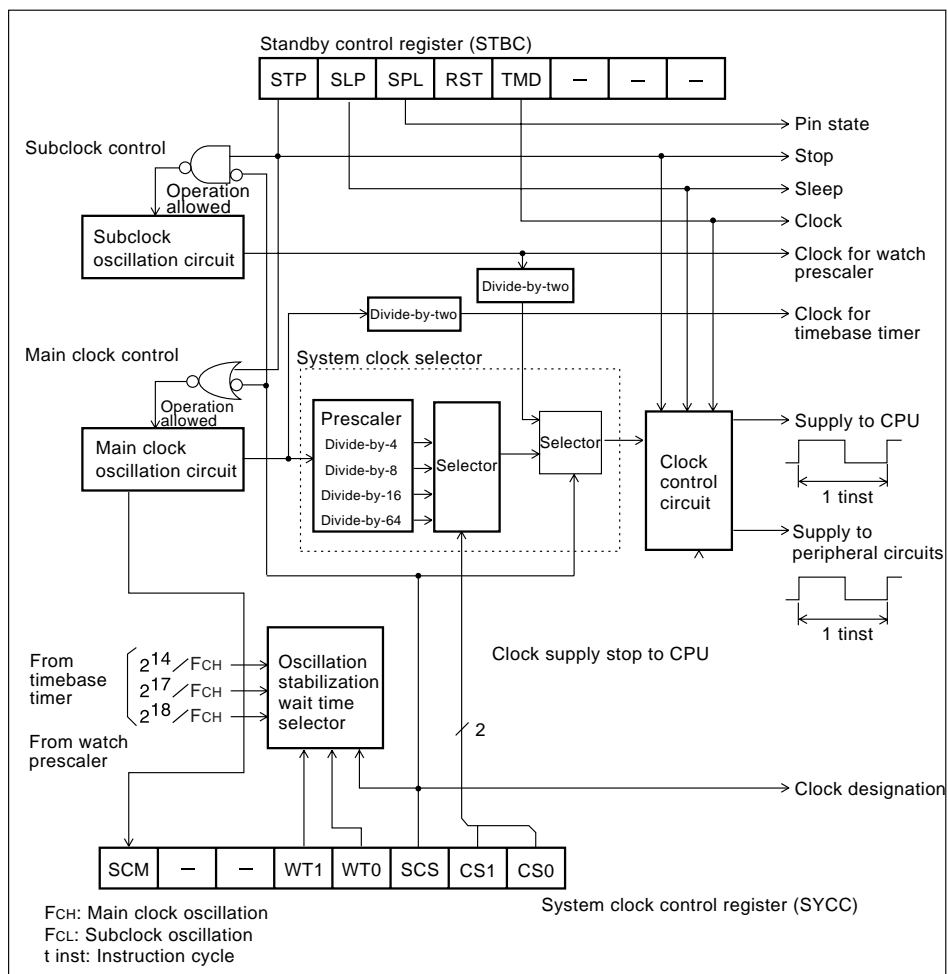 Standby control register (STBC)
STP SLP SPL RST TMD – – –
Pin state
Subclock control
Stop
Operation
allowed
Sleep
Subclock
oscillation circuit
Clock
Clock for watch
prescaler
Divide-by-two
Divide-by-two
Clock for
timebase timer
Main clock control
System clock selector
Operation
allowed
Main clock
oscillation circuit
Prescaler
Divide-by-4
Divide-by-8
Divide-by-16
Divide-by-64
Selector
Selector
Clock
control
circuit
Supply to CPU
1 tinst
Supply to
peripheral circuits
1 tinst
From
timebase
timer
2^14/FCH
2^17/FCH
2^18/FCH
From watch
prescaler
Oscillation
stabilization
wait time
selector
Clock supply stop to CPU
2
Clock designation
SCM – – WT1 WT0 SCS CS1 CS0
System clock control register (SYCC)
FCH: Main clock oscillation
FCL: Subclock oscillation
t inst: Instruction cycle